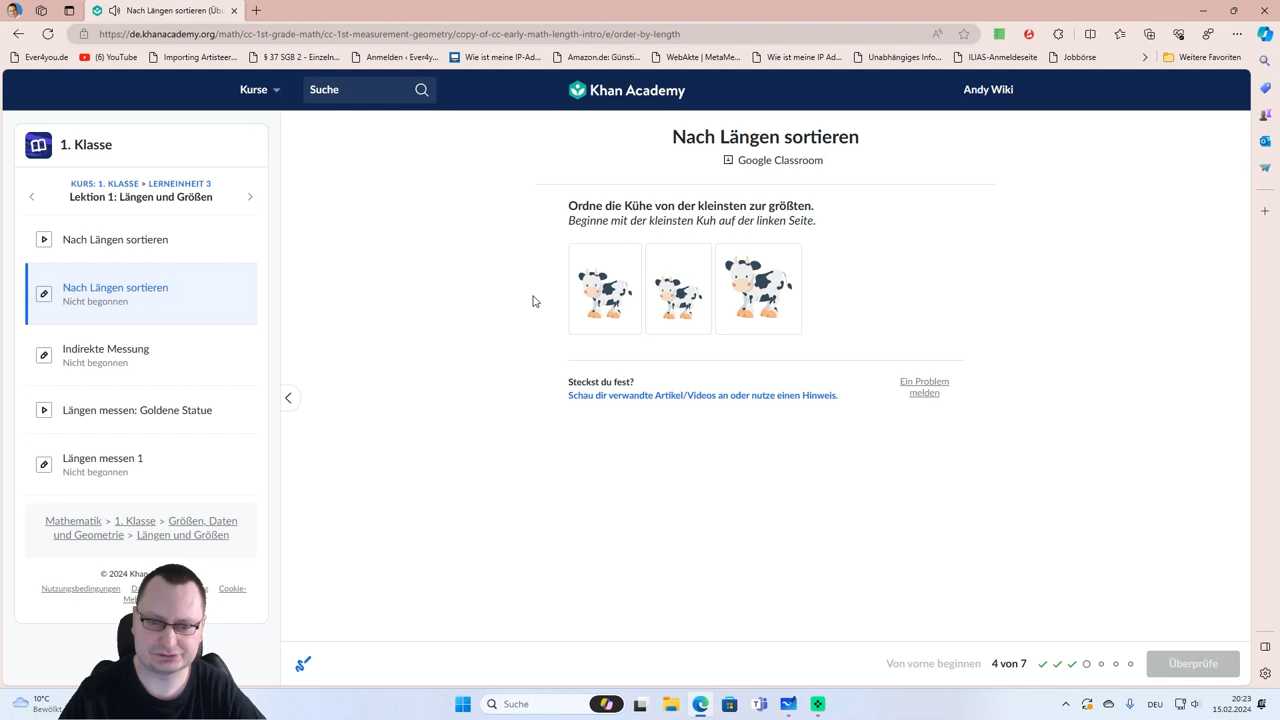 Nach Längen sortieren (Üb
https://de.khanacademy.org/math/cc-1st-grade-math/cc-1st-measurement-geometry/copy-of-cc-early-math-length-intro/e/order-by-length
Ever4you.de (6) YouTube Importing Artisteer... § 37 SGB 2 - Einzeln... Anmelden ‹ Ever4y... Wie ist meine IP-Ad... Amazon.de: Günsti... WebAkte | MetaMe... Wie ist meine IP Ad... Unabhängiges Info... ILIAS-Anmeldeseite Jobbörse Weitere Favoriten
Kurse Suche Khan Academy Andy Wiki
1. Klasse
KURS: 1. KLASSE > LERNEINHEIT 3
Lektion 1: Längen und Größen
Nach Längen sortieren
Nach Längen sortieren
Nicht begonnen
Indirekte Messung
Nicht begonnen
Längen messen: Goldene Statue
Längen messen 1
Nicht begonnen
Mathematik > 1. Klasse > Größen, Daten
und Geometrie > Längen und Größen
© 2024 Khan
Nutzungsbedingungen Cookie-
Nach Längen sortieren
Google Classroom
Ordne die Kühe von der kleinsten zur größten.
Beginne mit der kleinsten Kuh auf der linken Seite.
Steckst du fest?
Schau dir verwandte Artikel/Videos an oder nutze einen Hinweis.
Ein Problem
melden
Von vorne beginnen 4 von 7 Überprüfe
10°C
Bewölkt
Suche
DEU
20:23
15.02.2024